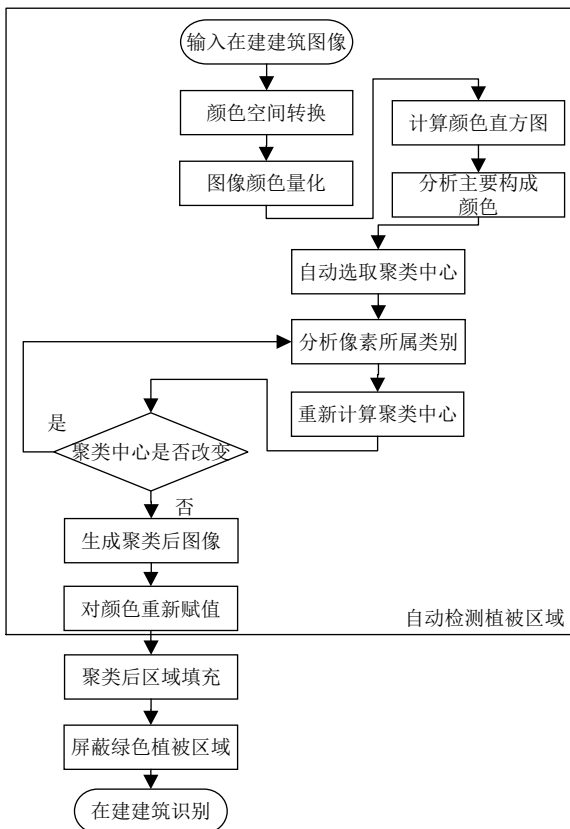 输入在建建筑图像
颜色空间转换
图像颜色量化
计算颜色直方图
分析主要构成
颜色
自动选取聚类中心
分析像素所属类别
重新计算聚类中心
是
聚类中心是否改变
否
生成聚类后图像
对颜色重新赋值
自动检测植被区域
聚类后区域填充
屏蔽绿色植被区域
在建建筑识别